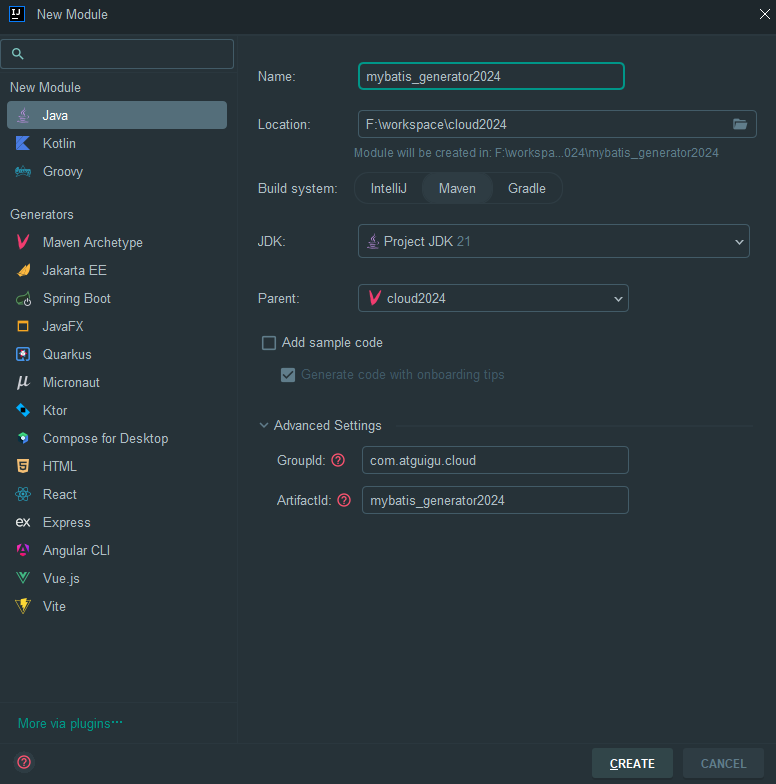 New Module
New Module
Java
Kotlin
Groovy
Generators
Maven Archetype
Jakarta EE
Spring Boot
JavaFX
Quarkus
Micronaut
Ktor
Compose for Desktop
HTML
React
Express
Angular CLI
Vue.js
Vite
More via plugins...
Name: mybatis_generator2024
Location: F:\workspace\cloud2024
Module will be created in: F:\workspa...024\mybatis_generator2024
Build system: IntelliJ Maven Gradle
JDK: Project JDK 21
Parent: cloud2024
Add sample code
Generate code with onboarding tips
Advanced Settings
GroupId: ? com.atguigu.cloud
ArtifactId: ? mybatis_generator2024
? CREATE CANCEL